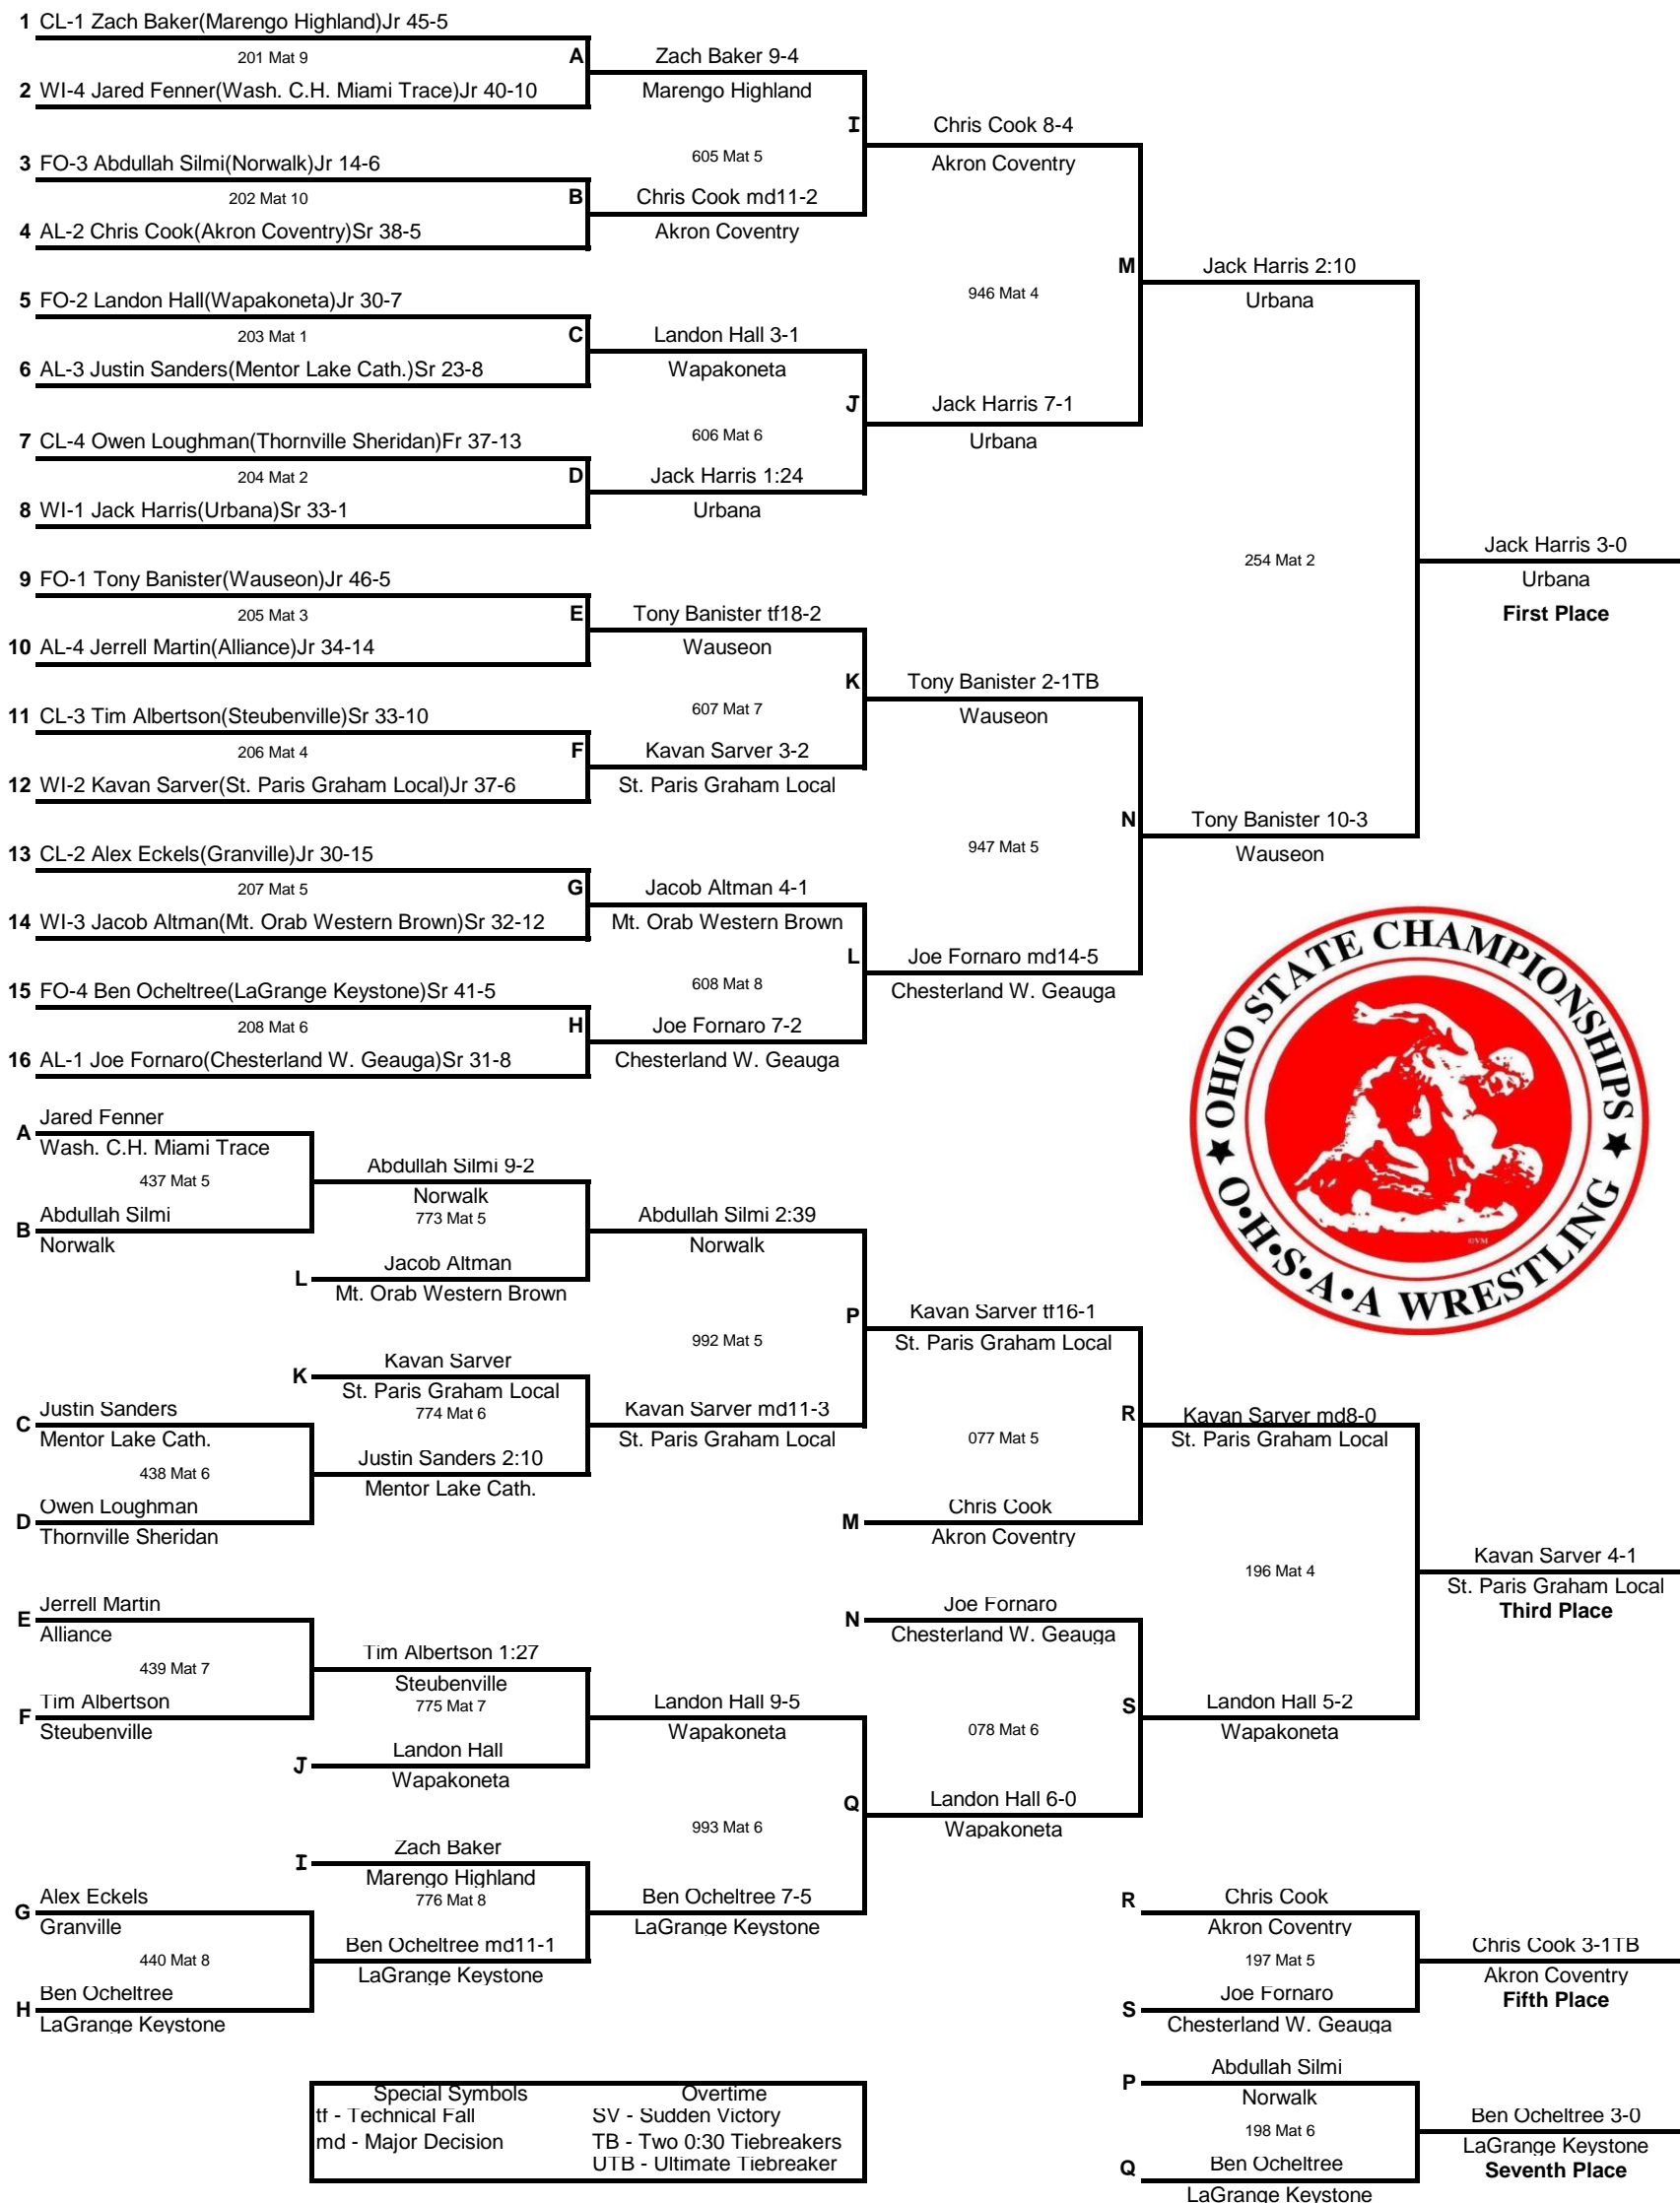 1 CL-1 Zach Baker(Marengo Highland)Jr 45-5
201 Mat 9
A
2 WI-4 Jared Fenner(Wash. C.H. Miami Trace)Jr 40-10
Zach Baker 9-4
Marengo Highland
3 FO-3 Abdullah Silmi(Norwalk)Jr 14-6
202 Mat 10
B
4 AL-2 Chris Cook(Akron Coventry)Sr 38-5
I
605 Mat 5
Chris Cook md11-2
Akron Coventry
Chris Cook 8-4
Akron Coventry
5 FO-2 Landon Hall(Wapakoneta)Jr 30-7
203 Mat 1
C
6 AL-3 Justin Sanders(Mentor Lake Cath.)Sr 23-8
Landon Hall 3-1
Wapakoneta
M
946 Mat 4
Jack Harris 2:10
Urbana
7 CL-4 Owen Loughman(Thornville Sheridan)Fr 37-13
204 Mat 2
D
8 WI-1 Jack Harris(Urbana)Sr 33-1
J
606 Mat 6
Jack Harris 1:24
Urbana
Jack Harris 7-1
Urbana
254 Mat 2
Jack Harris 3-0
Urbana
First Place
9 FO-1 Tony Banister(Wauseon)Jr 46-5
205 Mat 3
E
10 AL-4 Jerrell Martin(Alliance)Jr 34-14
Tony Banister tf18-2
Wauseon
11 CL-3 Tim Albertson(Steubenville)Sr 33-10
206 Mat 4
F
12 WI-2 Kavan Sarver(St. Paris Graham Local)Jr 37-6
K
607 Mat 7
Kavan Sarver 3-2
St. Paris Graham Local
Tony Banister 2-1TB
Wauseon
13 CL-2 Alex Eckels(Granville)Jr 30-15
207 Mat 5
G
14 WI-3 Jacob Altman(Mt. Orab Western Brown)Sr 32-12
Jacob Altman 4-1
Mt. Orab Western Brown
N
947 Mat 5
Tony Banister 10-3
Wauseon
15 FO-4 Ben Ocheltree(LaGrange Keystone)Sr 41-5
208 Mat 6
H
16 AL-1 Joe Fornaro(Chesterland W. Geauga)Sr 31-8
L
608 Mat 8
Joe Fornaro 7-2
Chesterland W. Geauga
Joe Fornaro md14-5
Chesterland W. Geauga
OHIO STATE CHAMPIONSHIPS
★ O•H•S•A•A WRESTLING ★
©VM
A Jared Fenner
Wash. C.H. Miami Trace
437 Mat 5
B Abdullah Silmi
Norwalk
Abdullah Silmi 9-2
Norwalk
773 Mat 5
L Jacob Altman
Mt. Orab Western Brown
Abdullah Silmi 2:39
Norwalk
P
992 Mat 5
Kavan Sarver tf16-1
St. Paris Graham Local
K Kavan Sarver
St. Paris Graham Local
774 Mat 6
C Justin Sanders
Mentor Lake Cath.
438 Mat 6
D Owen Loughman
Thornville Sheridan
Justin Sanders 2:10
Mentor Lake Cath.
Kavan Sarver md11-3
St. Paris Graham Local
R
077 Mat 5
Kavan Sarver md8-0
St. Paris Graham Local
M Chris Cook
Akron Coventry
196 Mat 4
Kavan Sarver 4-1
St. Paris Graham Local
Third Place
E Jerrell Martin
Alliance
439 Mat 7
F Tim Albertson
Steubenville
Tim Albertson 1:27
Steubenville
775 Mat 7
J Landon Hall
Wapakoneta
Landon Hall 9-5
Wapakoneta
N Joe Fornaro
Chesterland W. Geauga
S
078 Mat 6
Landon Hall 5-2
Wapakoneta
Q
993 Mat 6
Landon Hall 6-0
Wapakoneta
I Zach Baker
Marengo Highland
776 Mat 8
G Alex Eckels
Granville
440 Mat 8
H Ben Ocheltree
LaGrange Keystone
Ben Ocheltree md11-1
LaGrange Keystone
Ben Ocheltree 7-5
LaGrange Keystone
R Chris Cook
Akron Coventry
197 Mat 5
S Joe Fornaro
Chesterland W. Geauga
Chris Cook 3-1TB
Akron Coventry
Fifth Place
P Abdullah Silmi
Norwalk
198 Mat 6
Q Ben Ocheltree
LaGrange Keystone
Ben Ocheltree 3-0
LaGrange Keystone
Seventh Place
Special Symbols Overtime
tf - Technical Fall SV - Sudden Victory
md - Major Decision TB - Two 0:30 Tiebreakers
UTB - Ultimate Tiebreaker